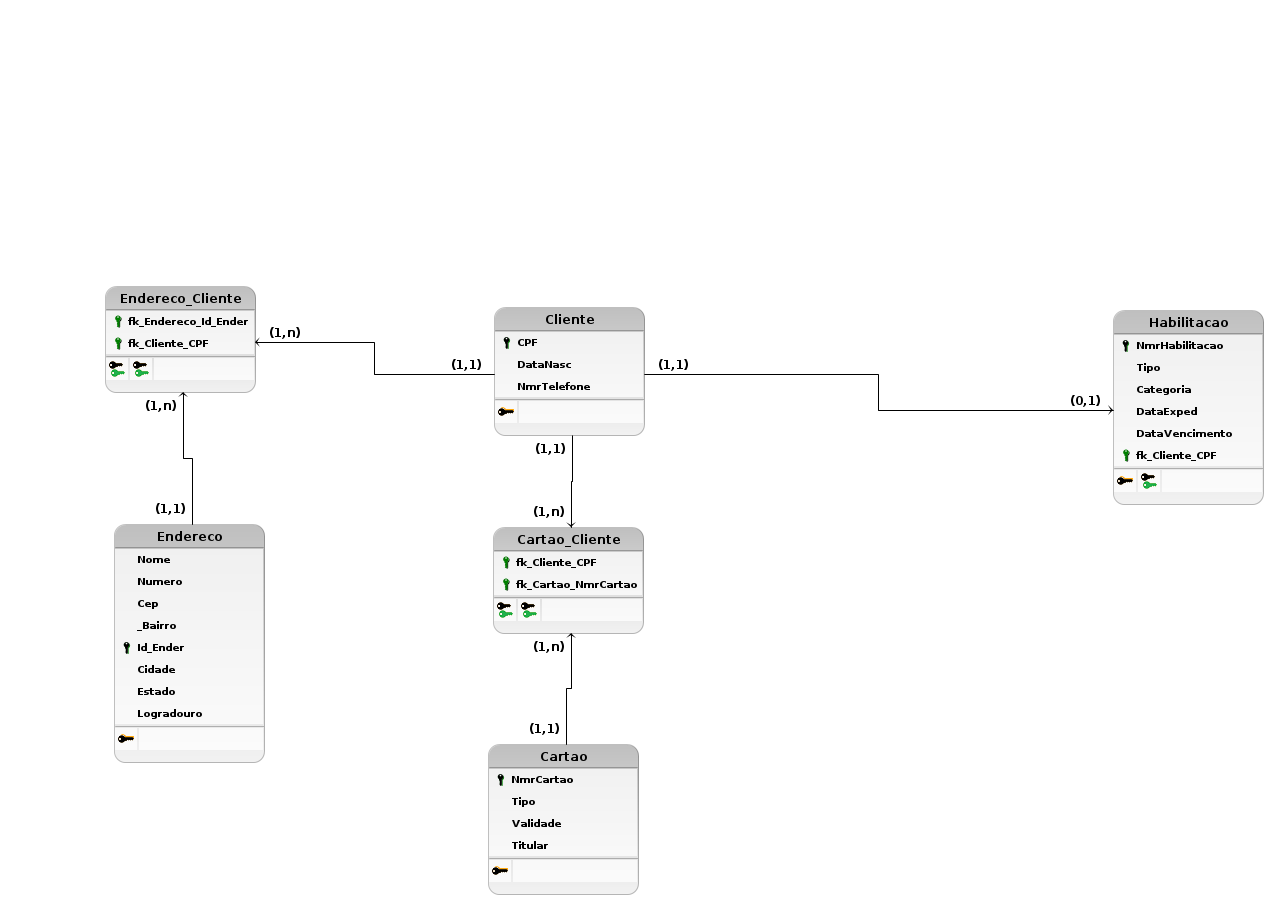 Endereco_Cliente
fk_Endereco_Id_Ender
fk_Cliente_CPF
(1,n)
(1,n)
(1,1)
Cliente
CPF
DataNasc
NmrTelefone
(1,1)
(1,1)
(0,1)
Habilitacao
NmrHabilitacao
Tipo
Categoria
DataExped
DataVencimento
fk_Cliente_CPF
(1,1)
(1,n)
(1,1)
Endereco
Nome
Numero
Cep
_Bairro
Id_Ender
Cidade
Estado
Logradouro
Cartao_Cliente
fk_Cliente_CPF
fk_Cartao_NmrCartao
(1,n)
(1,1)
Cartao
NmrCartao
Tipo
Validade
Titular